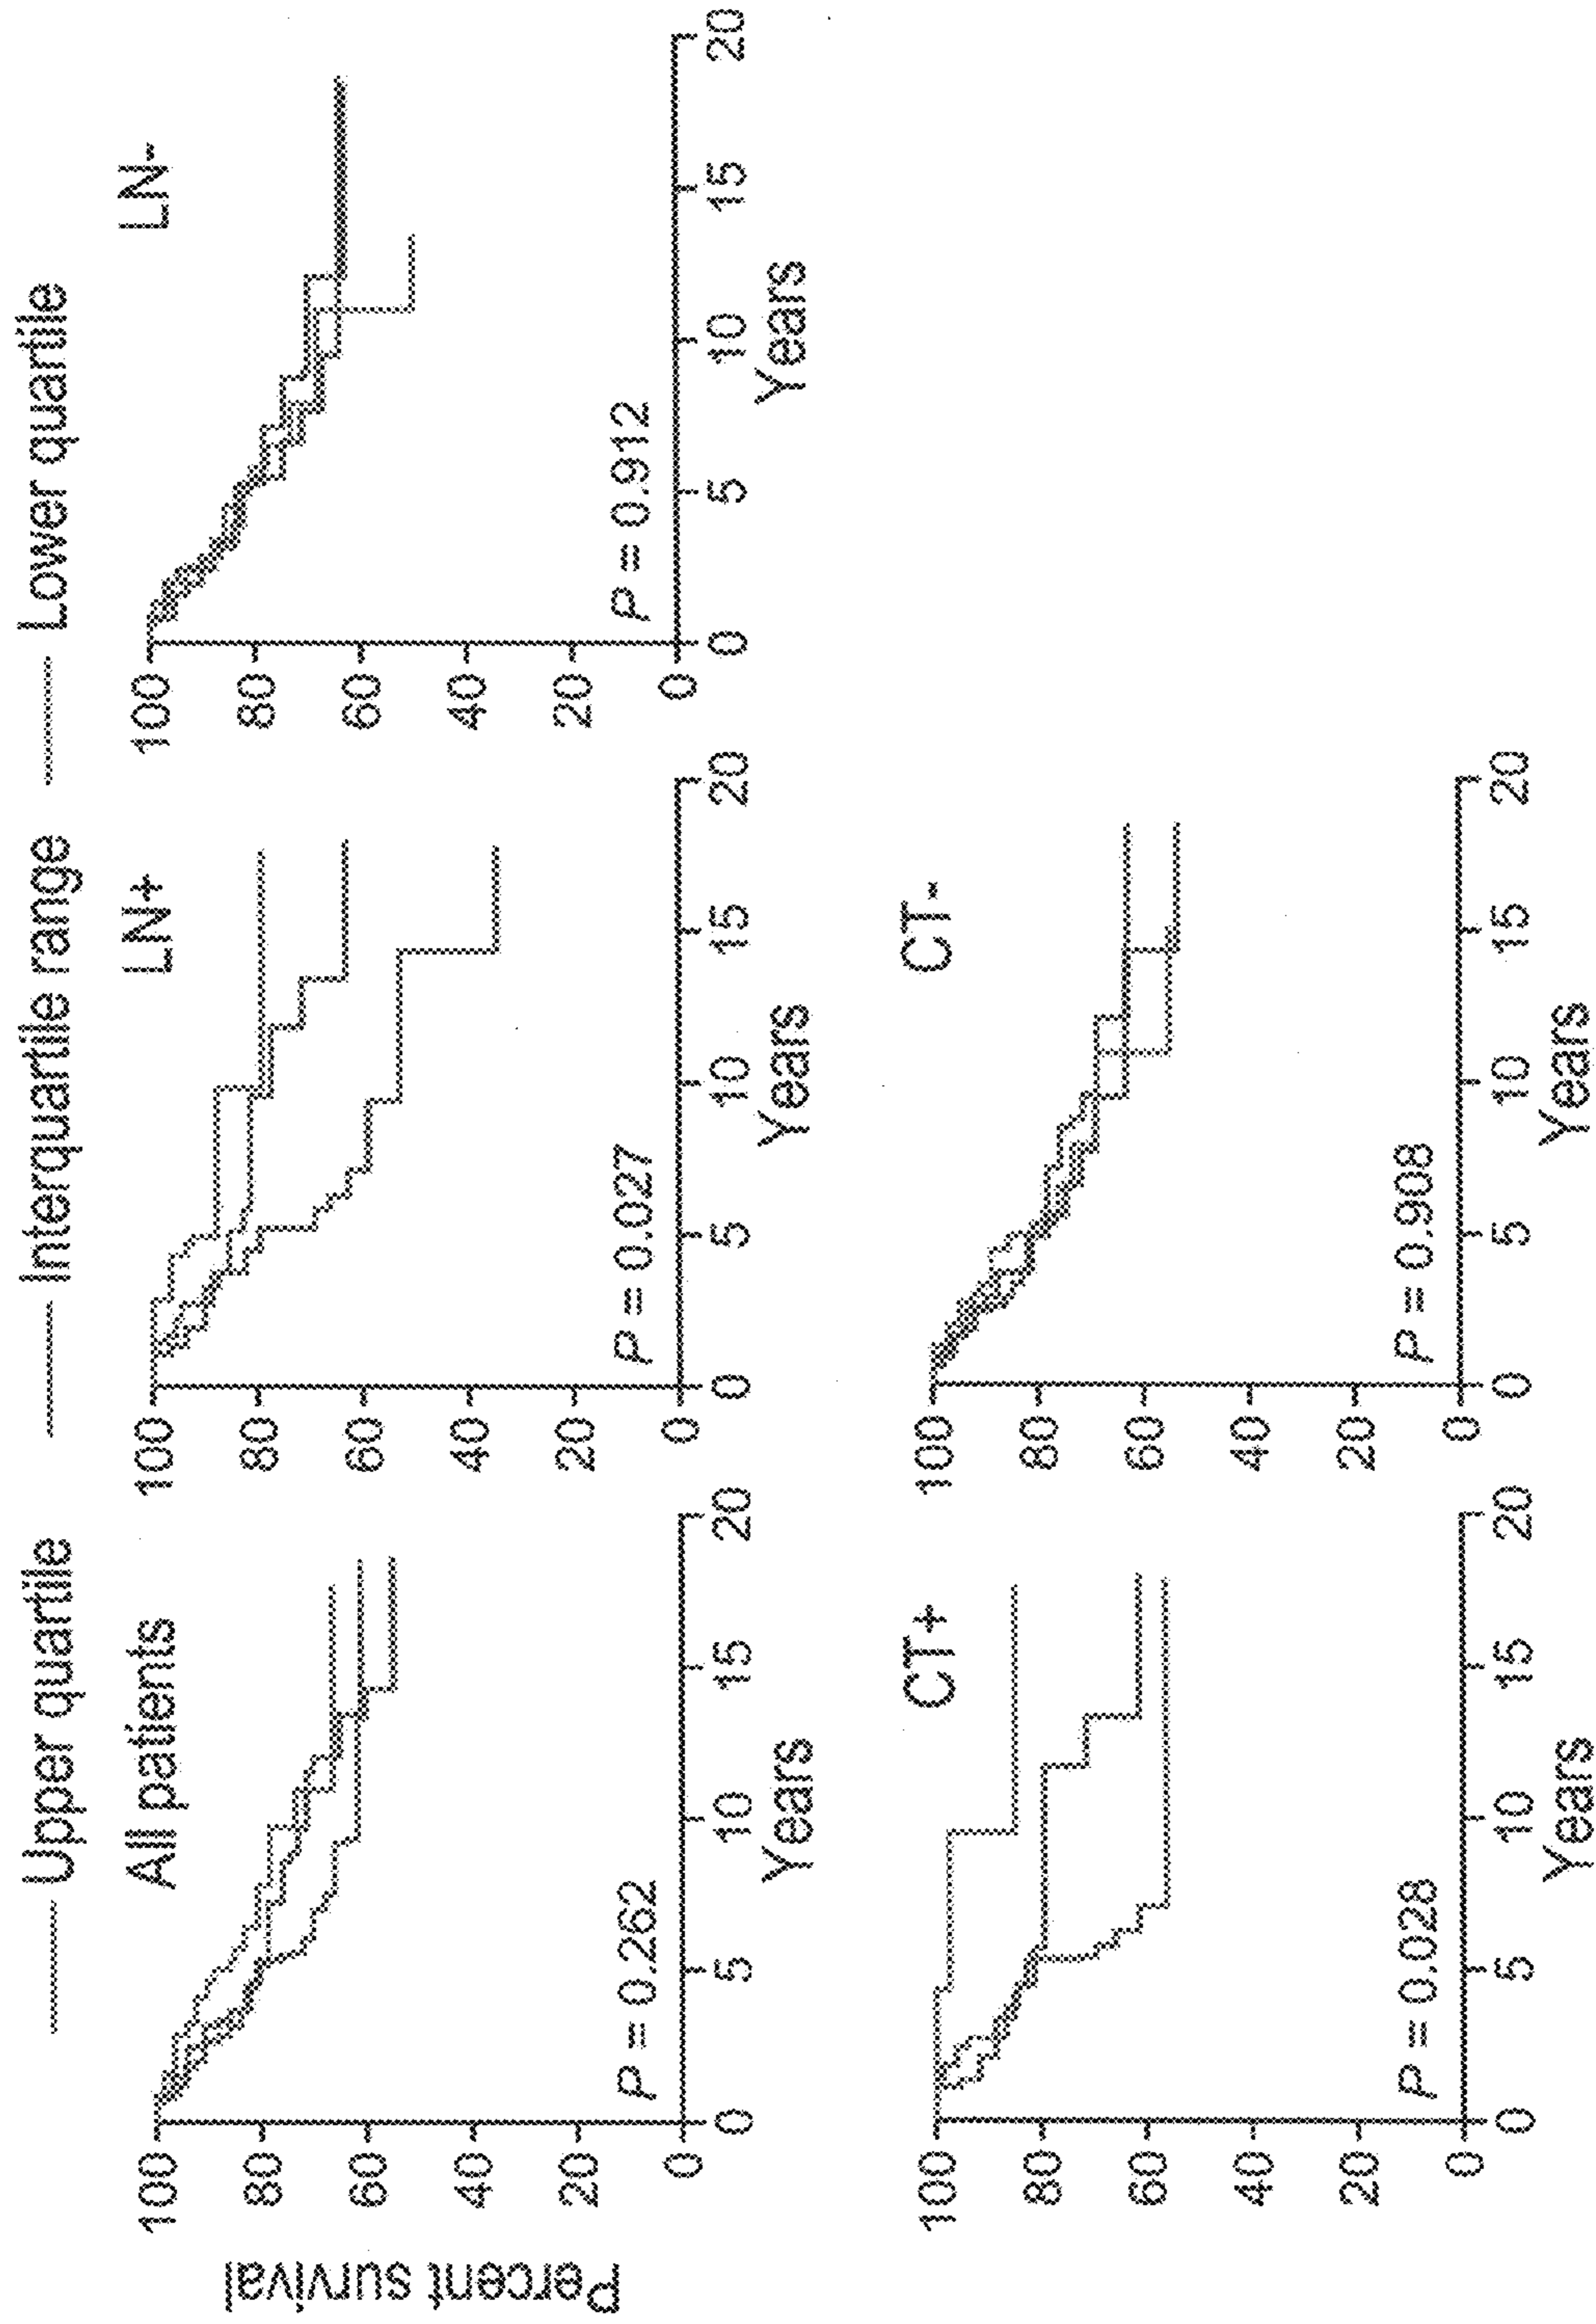 Upper quartile
Interquartile range
Lower quartile
All patients
Percent survival
100
80
60
40
20
0
P = 0.262
0 5 10 15 20
Years
LN+
100
80
60
40
20
0
P = 0.027
0 5 10 15 20
Years
LN-
100
80
60
40
20
0
P = 0.912
0 5 10 15 20
Years
CT+
100
80
60
40
20
0
P = 0.028
0 5 10 15 20
Years
CT-
100
80
60
40
20
0
P = 0.908
0 5 10 15 20
Years